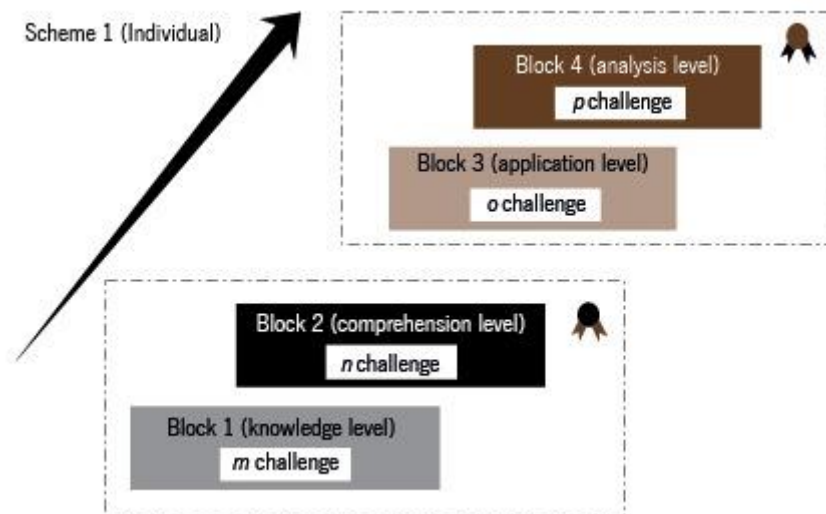 Scheme 1 (Individual)
Block 4 (analysis level)
p challenge
Block 3 (application level)
o challenge
Block 2 (comprehension level)
n challenge
Block 1 (knowledge level)
m challenge